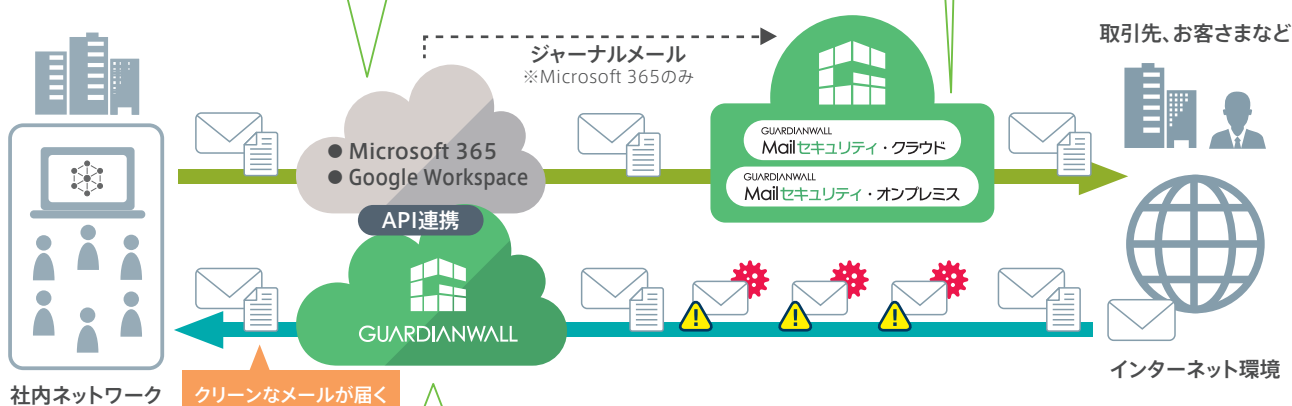 取引先、お客さまなど
ジャーナルメール
※Microsoft 365のみ
● Microsoft 365
● Google Workspace
GUARDIANWALL
Mailセキュリティ・クラウド
GUARDIANWALL
Mailセキュリティ・オンプレミス
API連携
GUARDIANWALL
社内ネットワーク
クリーンなメールが届く
インターネット環境